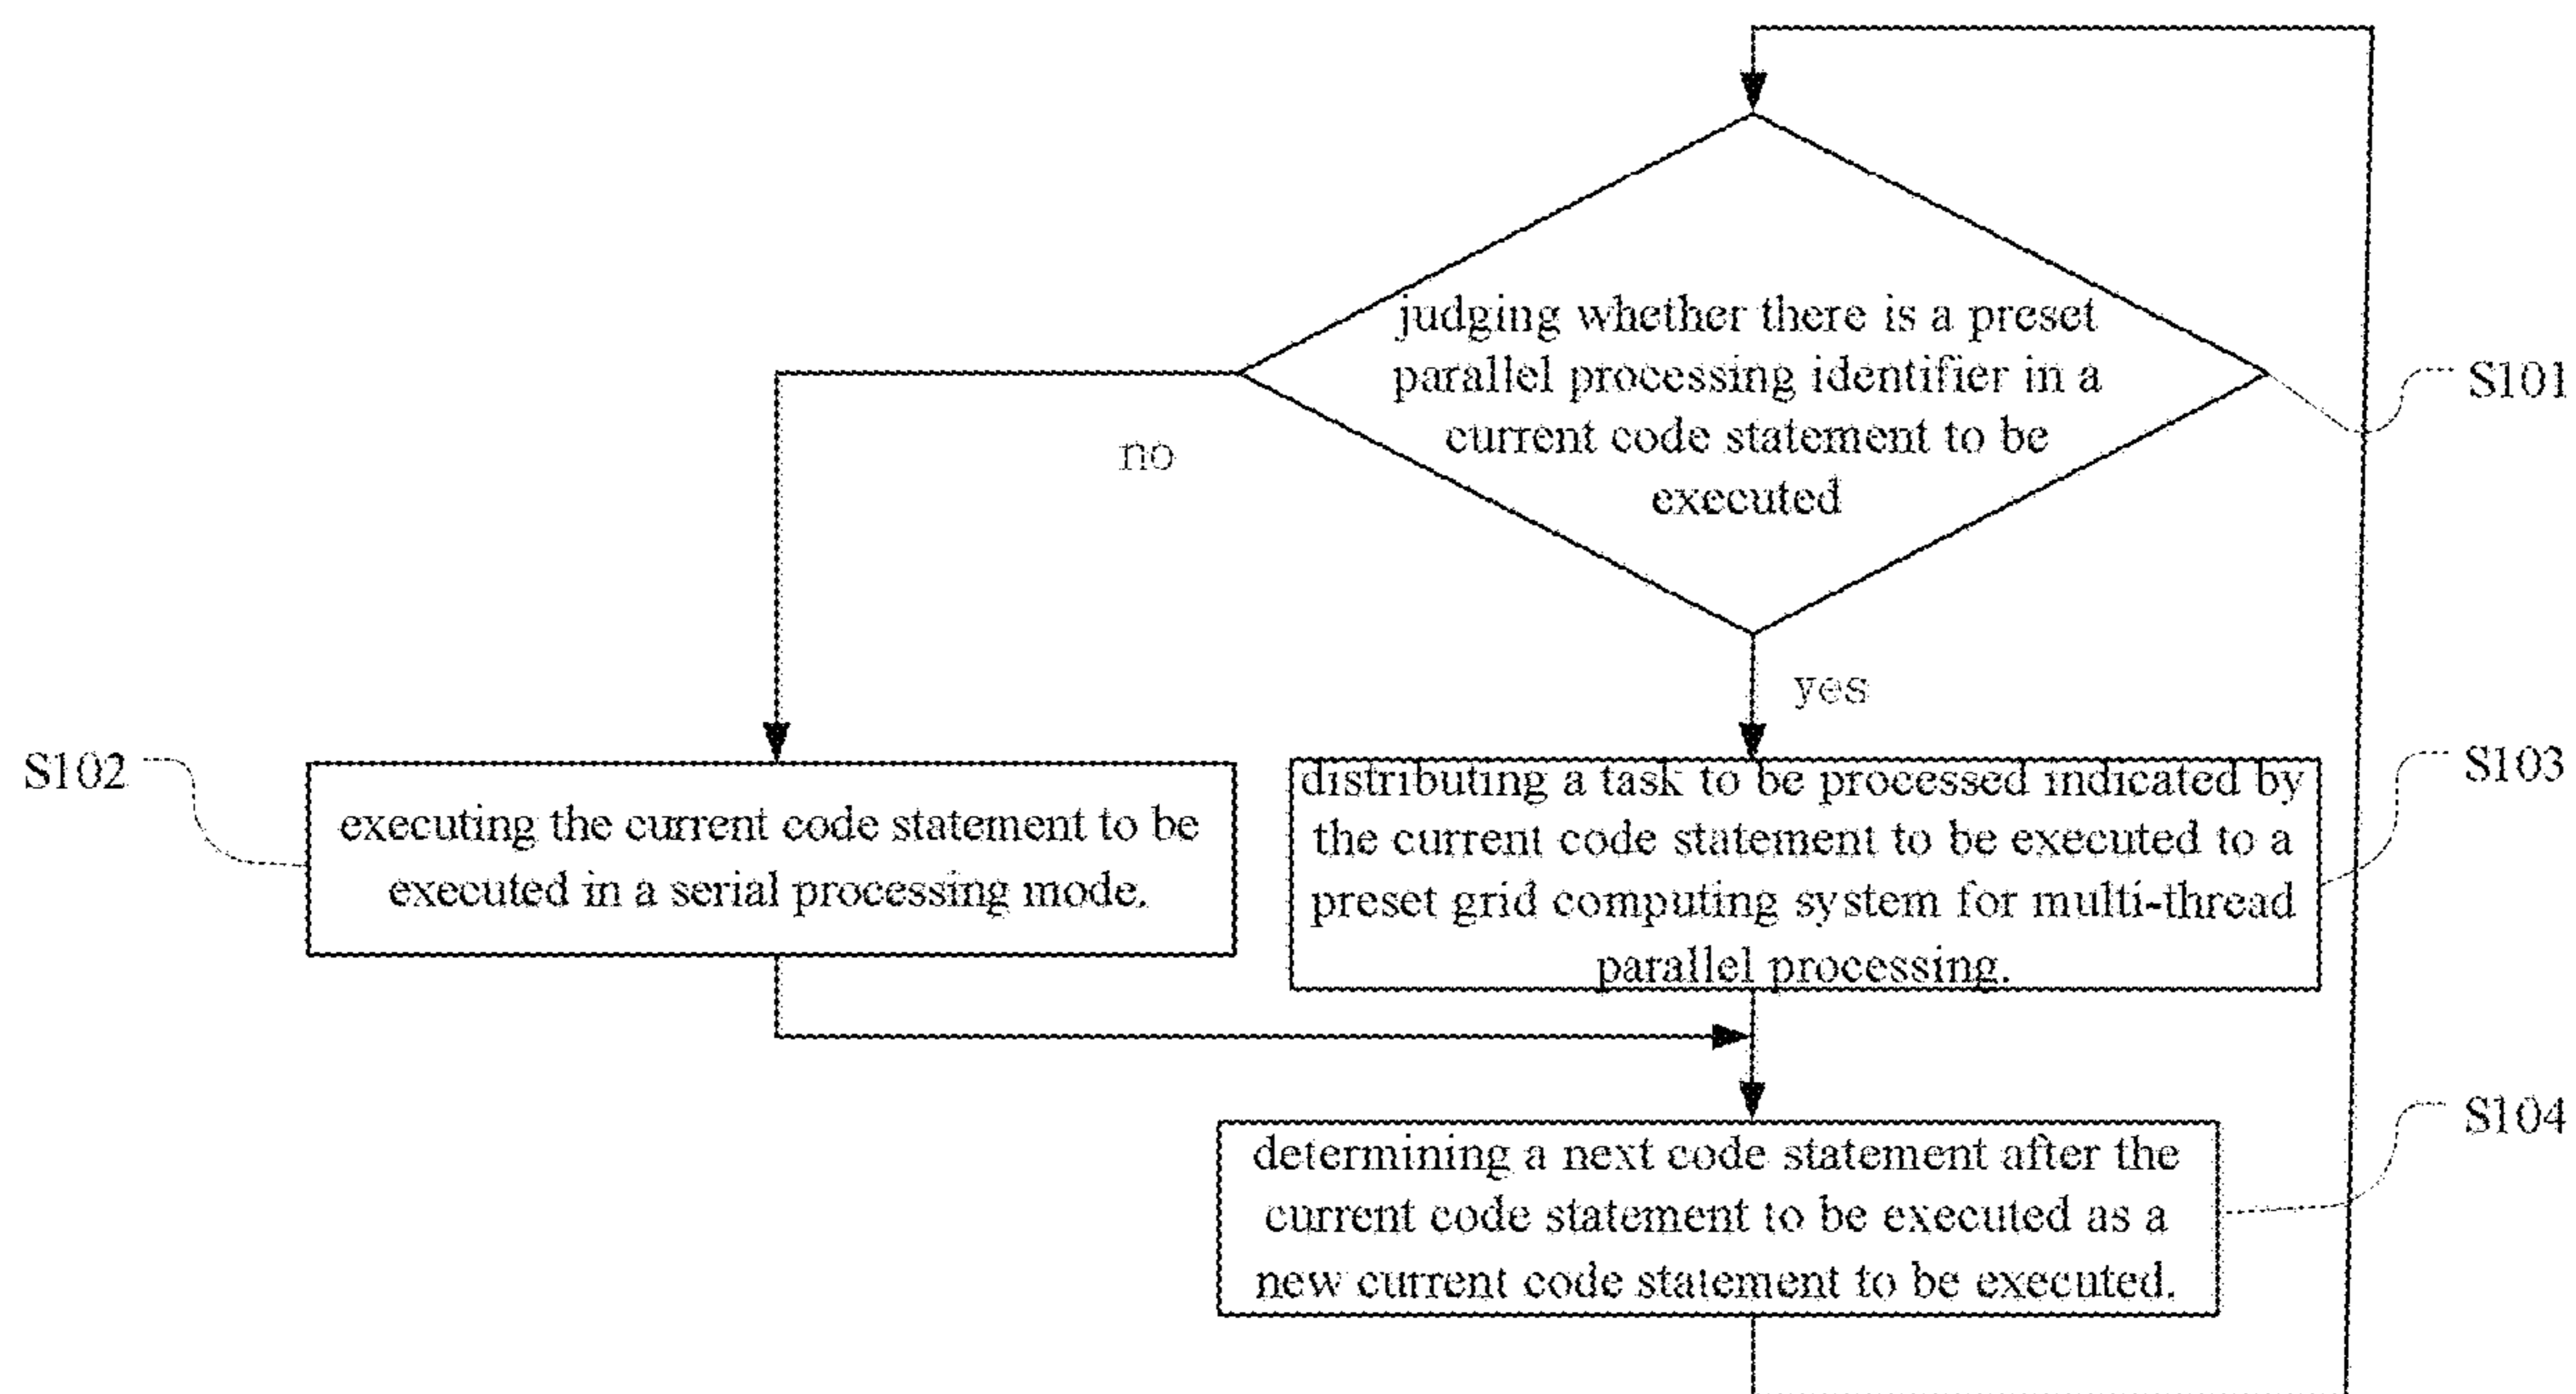 judging whether there is a preset
parallel processing identifier in a
current code statement to be
executed
S101
no
yes
S102
executing the current code statement to be
executed in a serial processing mode.
distributing a task to be processed indicated by
the current code statement to be executed to a
preset grid computing system for multi-thread
parallel processing.
S103
determining a next code statement after the
current code statement to be executed as a
new current code statement to be executed.
S104